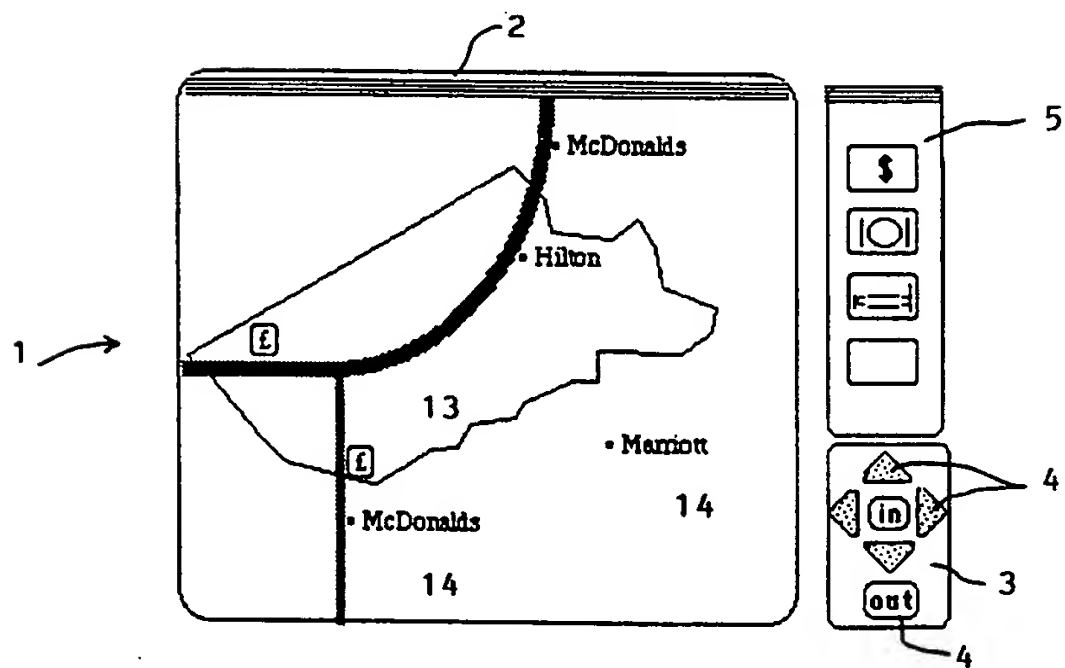 2
McDonalds
5
$
Hilton
£
1
13
£
Marriott
4
in
14
McDonalds
14
3
out
4